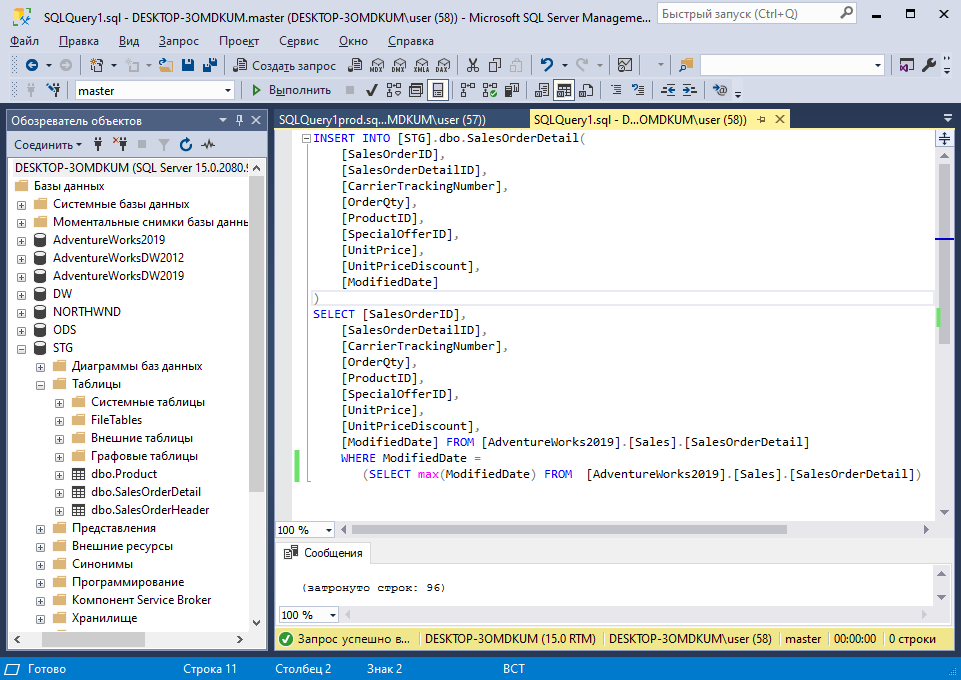 SQLQuery1.sql - DESKTOP-3OMDKUM.master (DESKTOP-3OMDKUM\user (58)) - Microsoft SQL Server Manageme...
Быстрый запуск (Ctrl+Q)
Файл Правка Вид Запрос Проект Сервис Окно Справка
Создать запрос MDX DMX XMLA DAX
master Выполнить
Обозреватель объектов
SQLQuery1prod.sq...MDKUM\user (57))
SQLQuery1.sql - D...OMDKUM\user (58))
Соединить
DESKTOP-3OMDKUM (SQL Server 15.0.2080.9
Базы данных
Системные базы данных
Моментальные снимки базы даннь
AdventureWorks2019
AdventureWorksDW2012
AdventureWorksDW2019
DW
NORTHWND
ODS
STG
Диаграммы баз данных
Таблицы
Системные таблицы
FileTables
Внешние таблицы
Графовые таблицы
dbo.Product
dbo.SalesOrderDetail
dbo.SalesOrderHeader
Представления
Внешние ресурсы
Синонимы
Программирование
Компонент Service Broker
Хранилище
INSERT INTO [STG].dbo.SalesOrderDetail(
[SalesOrderID],
[SalesOrderDetailID],
[CarrierTrackingNumber],
[OrderQty],
[ProductID],
[SpecialOfferID],
[UnitPrice],
[UnitPriceDiscount],
[ModifiedDate]
)
SELECT [SalesOrderID],
[SalesOrderDetailID],
[CarrierTrackingNumber],
[OrderQty],
[ProductID],
[SpecialOfferID],
[UnitPrice],
[UnitPriceDiscount],
[ModifiedDate] FROM [AdventureWorks2019].[Sales].[SalesOrderDetail]
WHERE ModifiedDate =
(SELECT max(ModifiedDate) FROM [AdventureWorks2019].[Sales].[SalesOrderDetail])
100 %
Сообщения
(затронуто строк: 96)
100 %
Запрос успешно в... DESKTOP-3OMDKUM (15.0 RTM) DESKTOP-3OMDKUM\user (58) master 00:00:00 0 строки
Готово Строка 11 Столбец 2 Знак 2 ВСТ